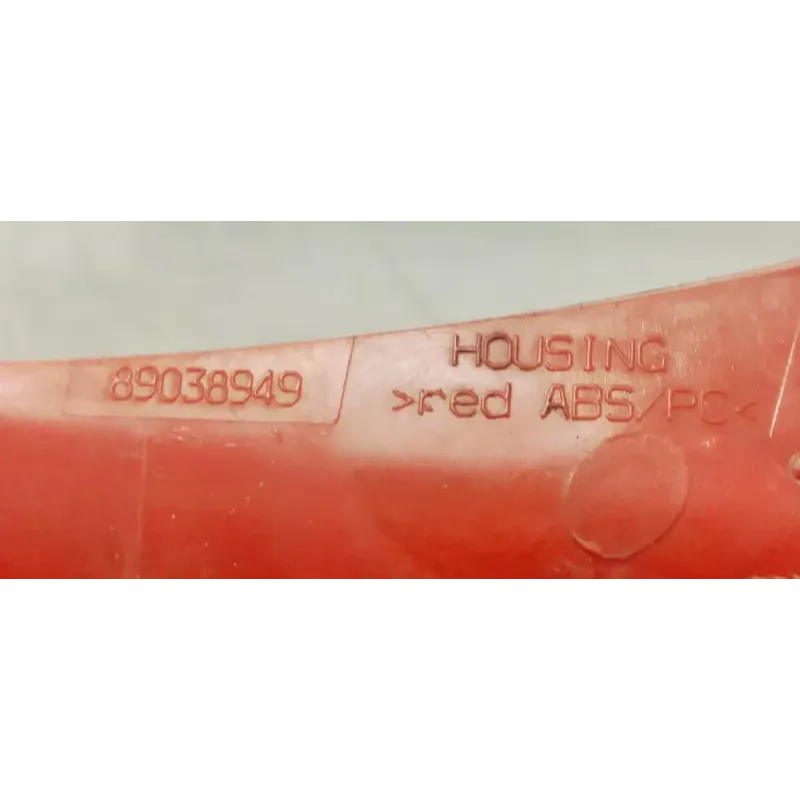 89038949
HOUSING
>red ABS/PC<